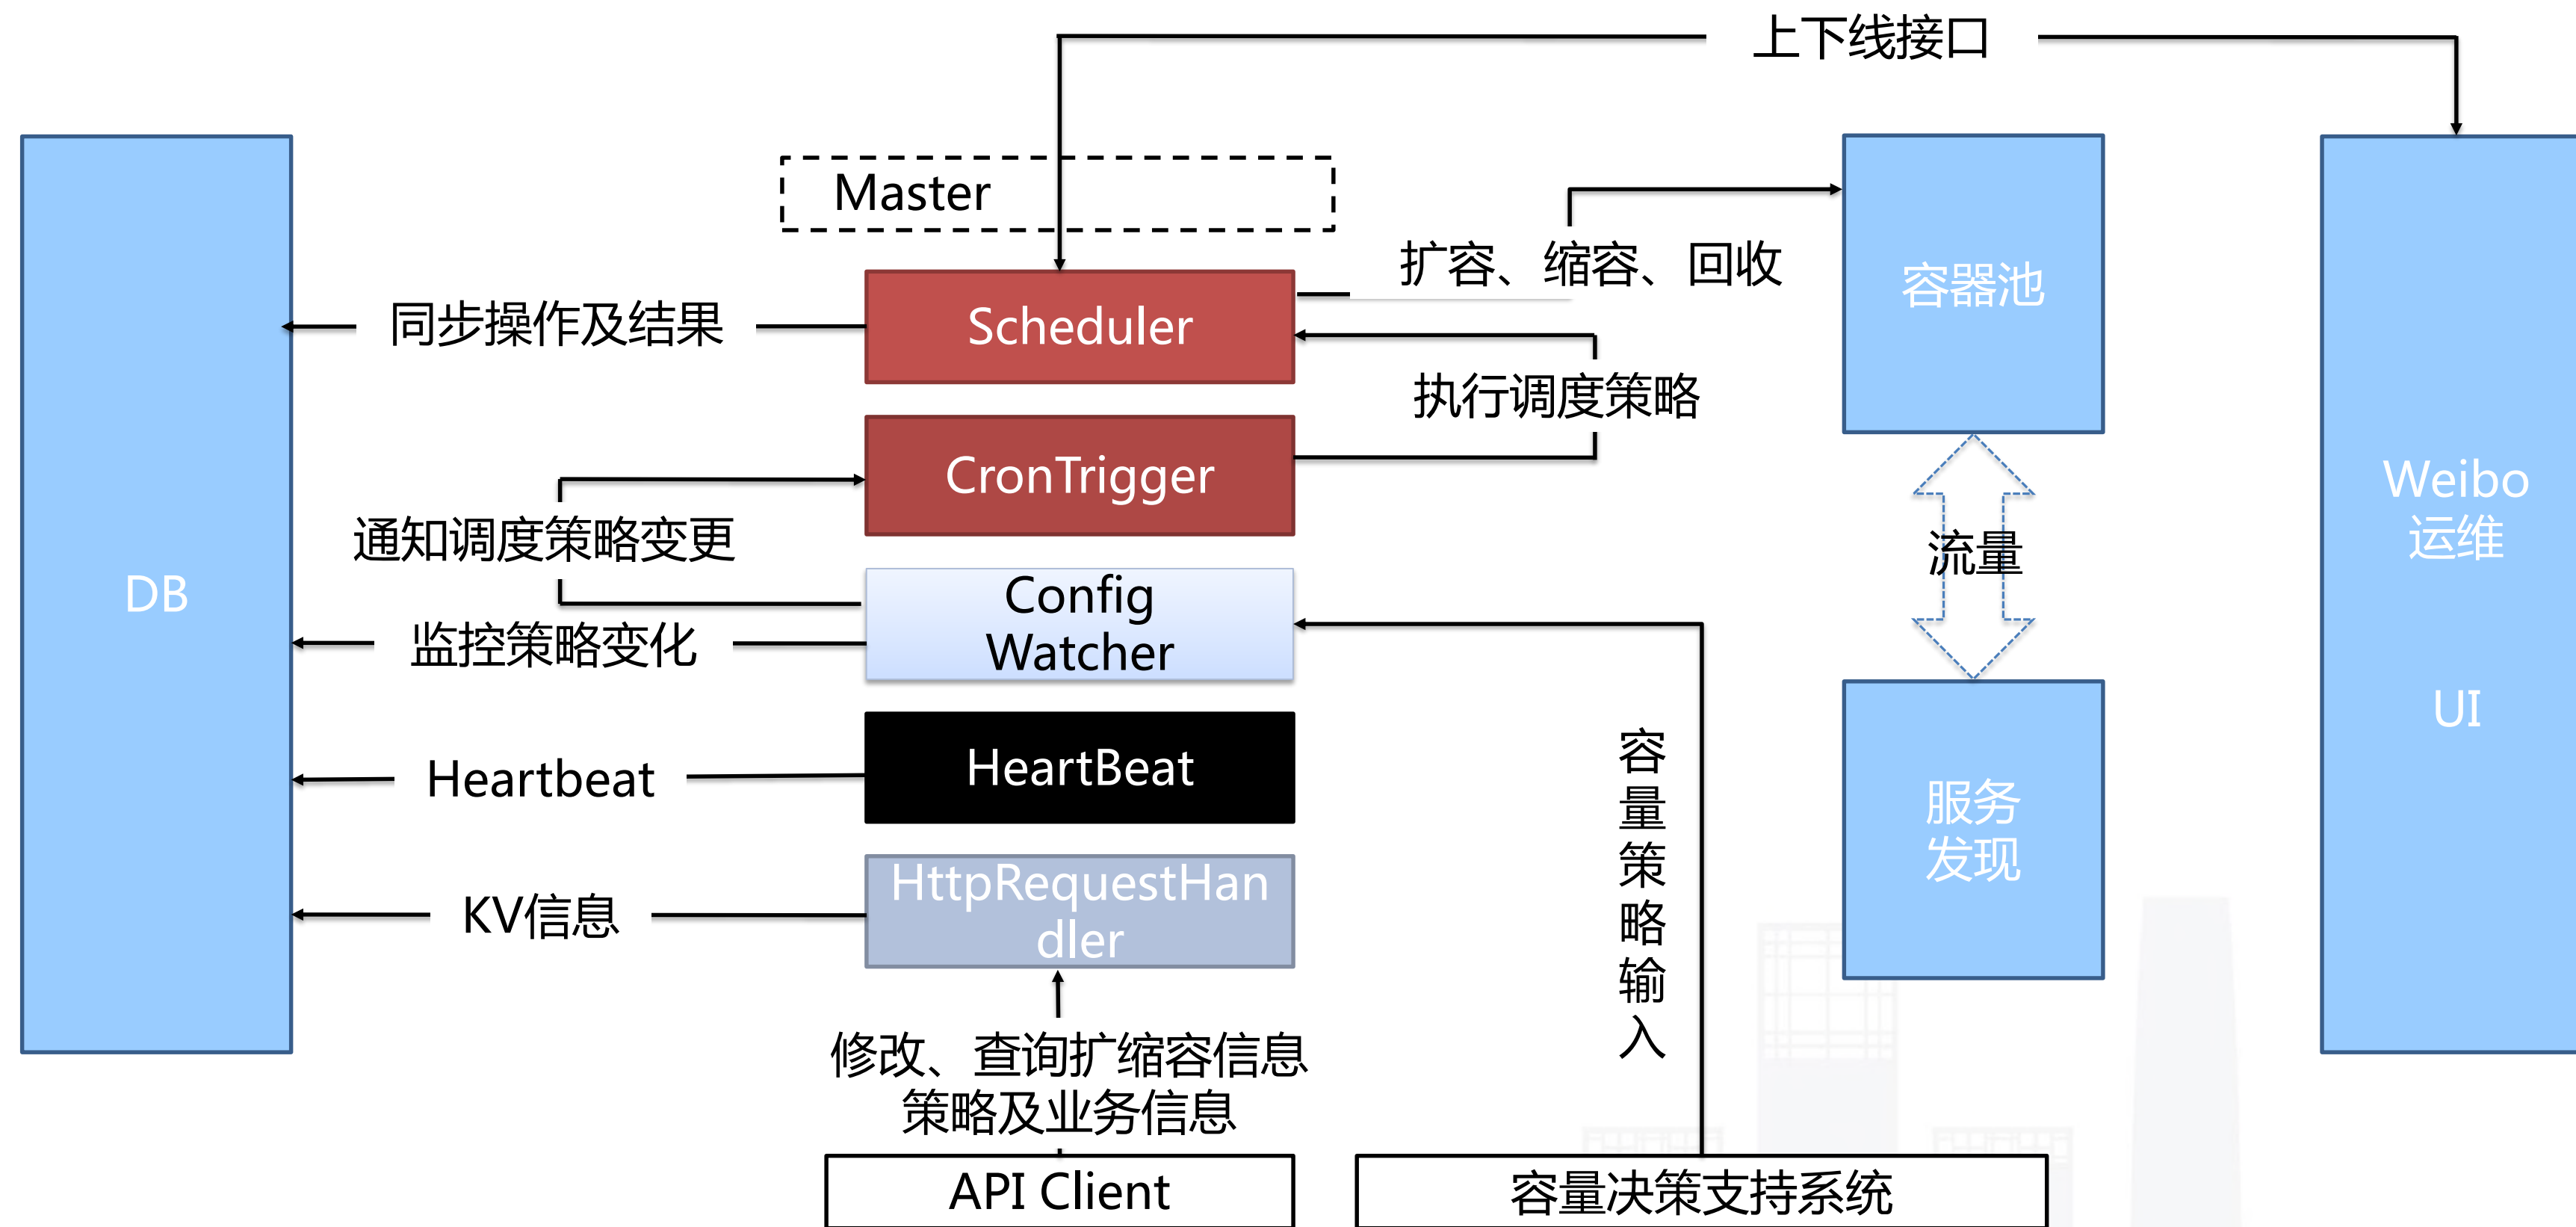 上下线接口
Master
扩容、缩容、回收
容器池
同步操作及结果
Scheduler
执行调度策略
CronTrigger
通知调度策略变更
Weibo
运维
UI
流量
DB
Config
Watcher
监控策略变化
Heartbeat
HeartBeat
容
量
策
略
输
入
服务
发现
KV信息
HttpRequestHan
dler
修改、查询扩缩容信息
策略及业务信息
API Client
容量决策支持系统